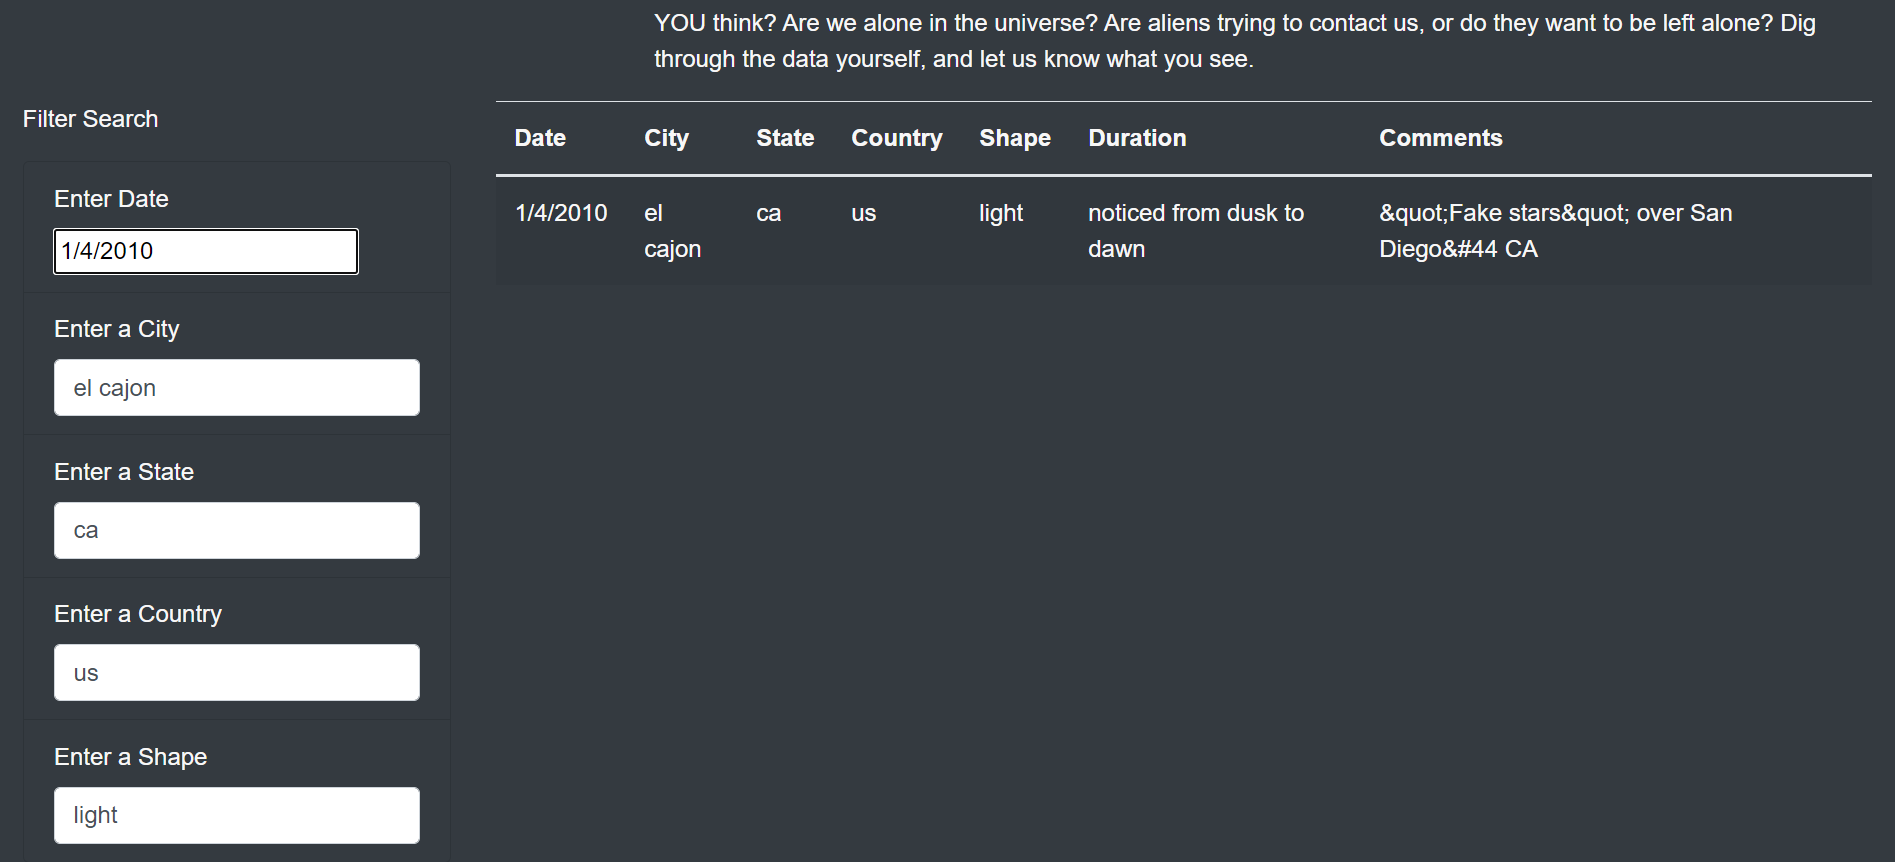 YOU think? Are we alone in the universe? Are aliens trying to contact us, or do they want to be left alone? Dig
through the data yourself, and let us know what you see.
Filter Search
Enter Date
1/4/2010
Enter a City
el cajon
Enter a State
ca
Enter a Country
us
Enter a Shape
light
Date City State Country Shape Duration Comments
1/4/2010 el ca us light noticed from dusk to &quot;Fake stars&quot; over San
cajon dawn Diego&#44 CA